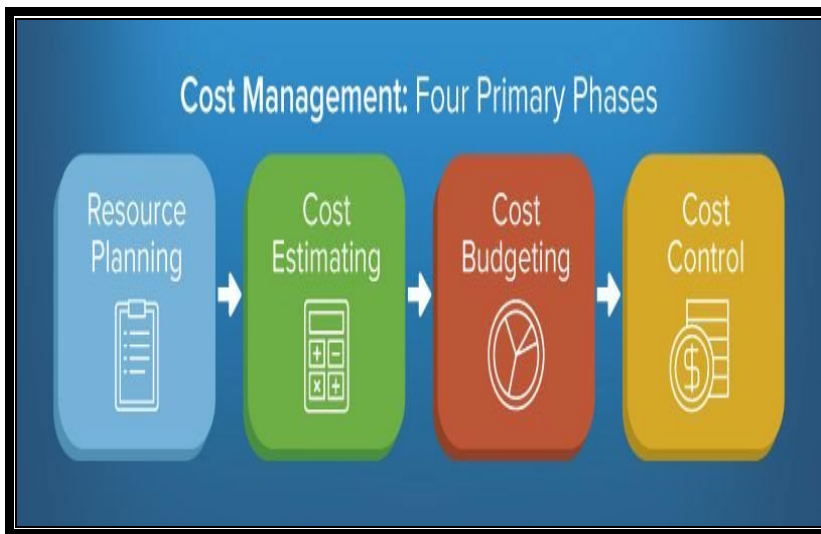 Cost Management: Four Primary Phases
Resource
Planning
Cost
Estimating
Cost
Budgeting
Cost
Control
$